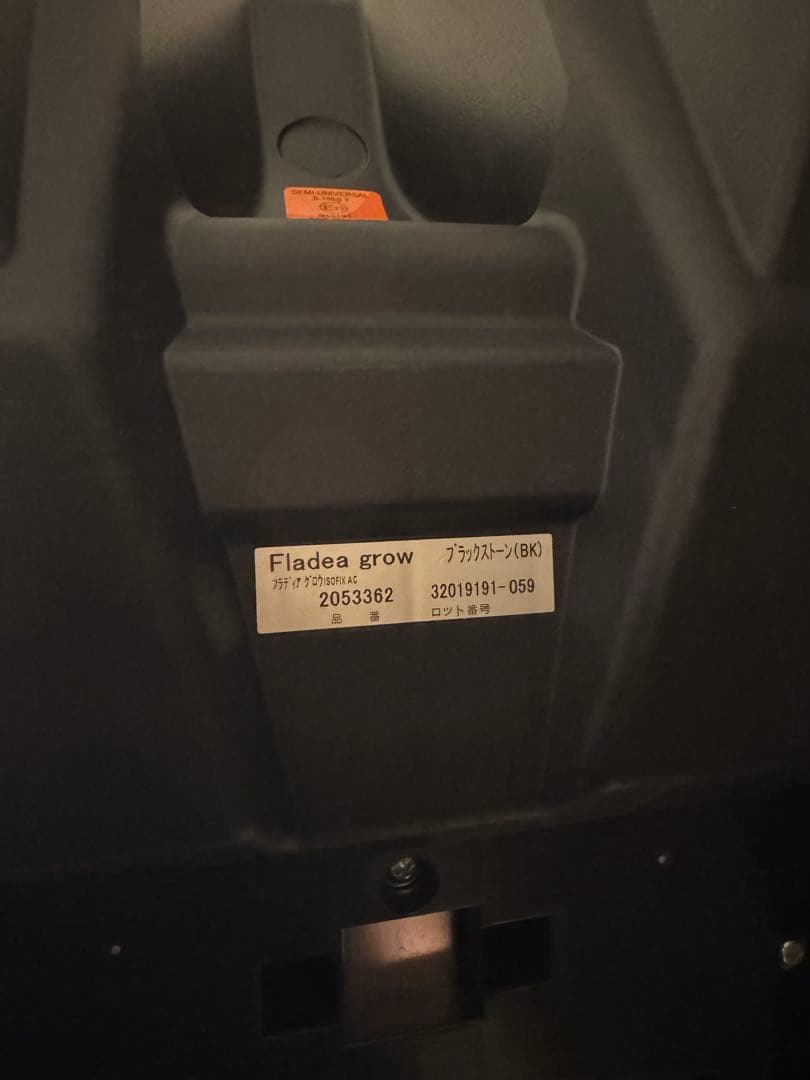 SEMI-UNIVERSAL
Fladea grow ブラックストーン(BK)
フラディア グロウISOFIX AC
2053362 32019191-059
品 番 ロット番号